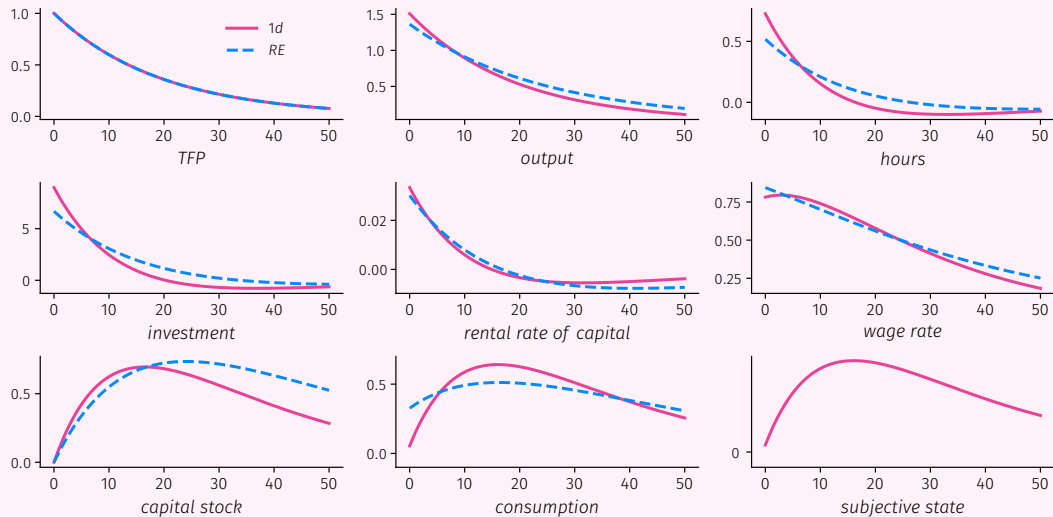 1.0
0.5
0.0
0 10 20 30 40 50
TFP
1d
RE
1.5
1.0
0.5
0 10 20 30 40 50
output
0.5
0.0
0 10 20 30 40 50
hours
5
0
0 10 20 30 40 50
investment
0.02
0.00
0 10 20 30 40 50
rental rate of capital
0.75
0.50
0.25
0 10 20 30 40 50
wage rate
0.5
0.0
0 10 20 30 40 50
capital stock
0.5
0.0
0 10 20 30 40 50
consumption
0
0 10 20 30 40 50
subjective state